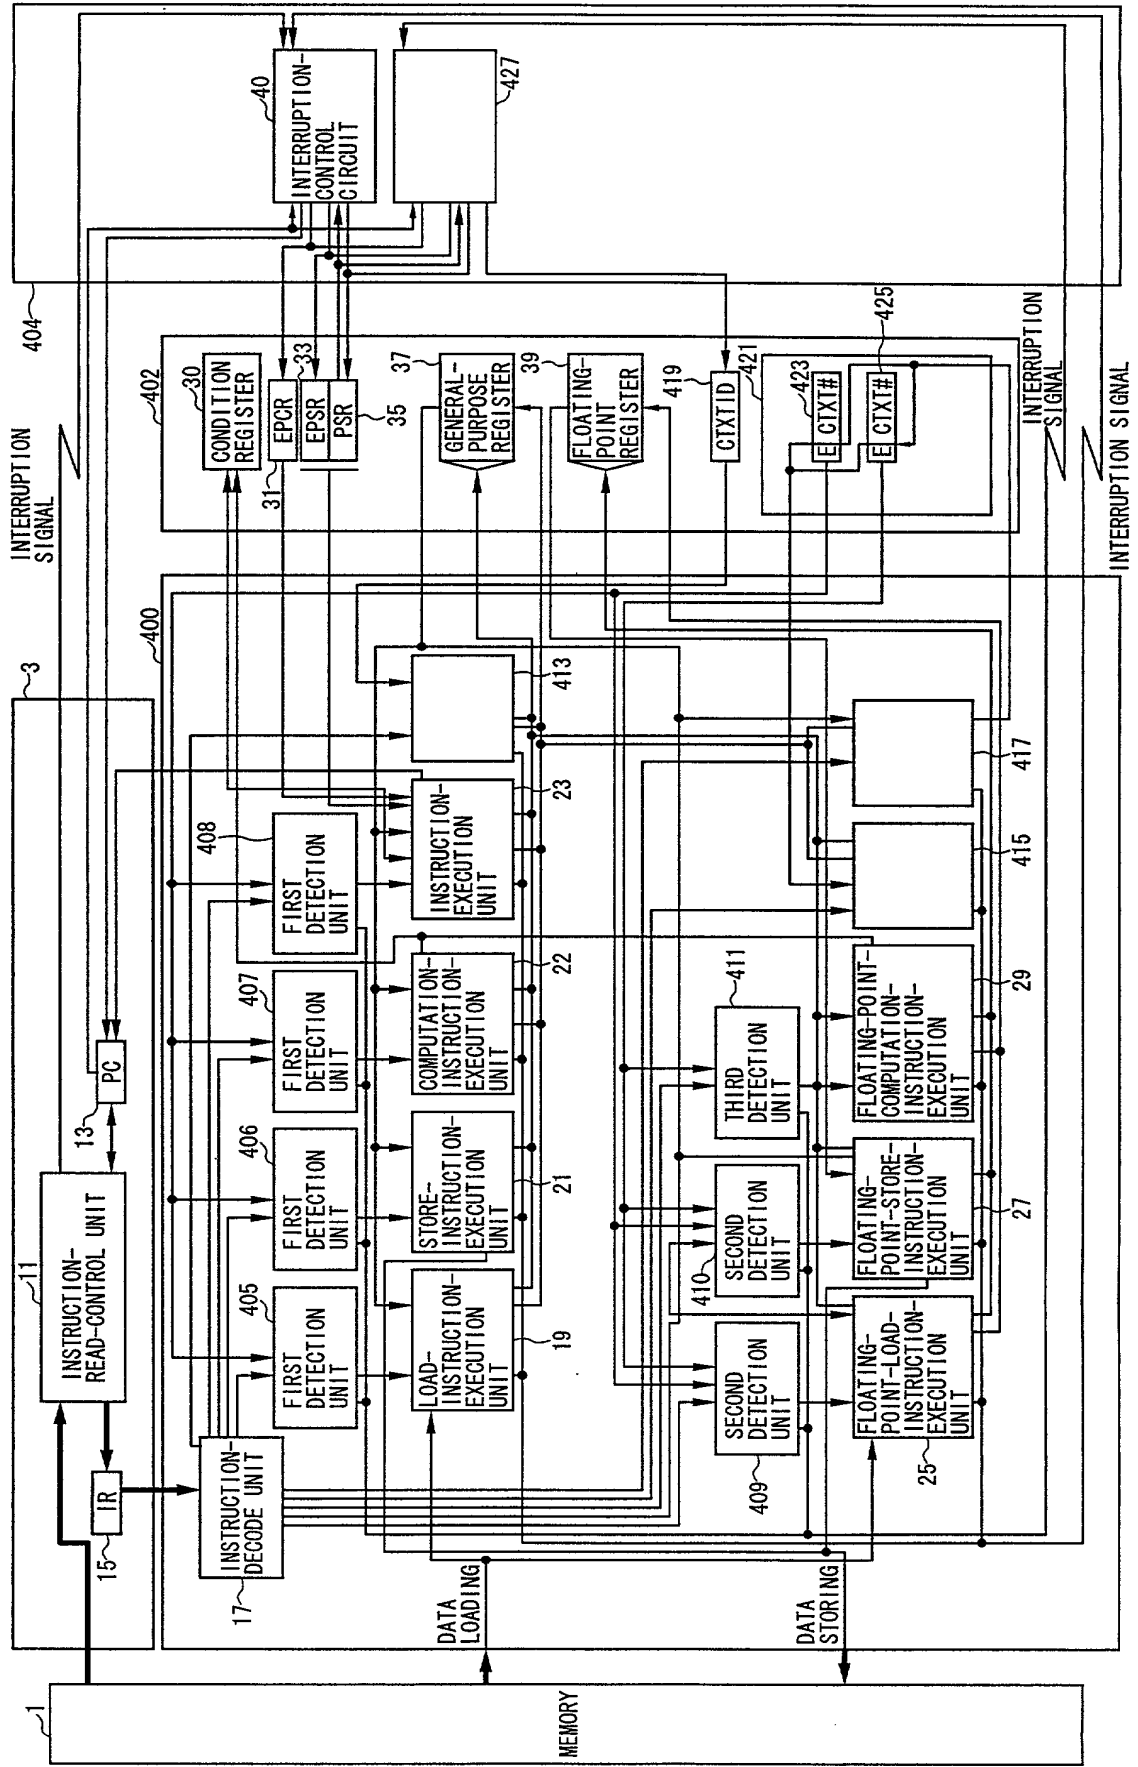 1
MEMORY
3
11
INSTRUCTION-
READ-CONTROL UNIT
13
PC
15
IR
INTERRUPTION
SIGNAL
400
17
INSTRUCTION-
DECODE UNIT
405
FIRST
DETECTION
UNIT
406
FIRST
DETECTION
UNIT
407
FIRST
DETECTION
UNIT
408
FIRST
DETECTION
UNIT
LOAD-
INSTRUCTION-
EXECUTION
UNIT
19
STORE-
INSTRUCTION-
EXECUTION
UNIT
21
COMPUTATION-
INSTRUCTION-
EXECUTION
UNIT
22
INSTRUCTION-
EXECUTION
UNIT
23
413
DATA
LOADING
409
SECOND
DETECTION
UNIT
410
SECOND
DETECTION
UNIT
411
THIRD
DETECTION
UNIT
DATA
STORING
25
FLOATING-
POINT-LOAD-
INSTRUCTION-
EXECUTION
UNIT
FLOATING-
POINT-STORE-
INSTRUCTION-
EXECUTION
UNIT
27
FLOATING-POINT-
COMPUTATION-
INSTRUCTION-
EXECUTION
UNIT
29
415
417
402
30
CONDITION
REGISTER
31
EPCR
33
EPSR
PSR
35
37
GENERAL-
PURPOSE
REGISTER
39
FLOATING-
POINT
REGISTER
419
CTXTID
421
423
E CTXT#
E CTXT#
425
404
40
INTERRUPTION-
CONTROL
CIRCUIT
427
INTERRUPTION
SIGNAL
INTERRUPTION SIGNAL